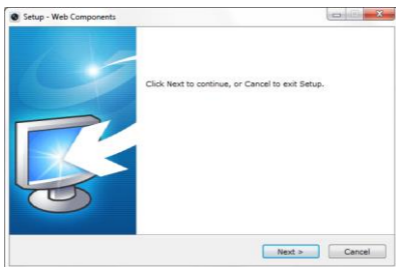 Setup - Web Components
Click Next to continue, or Cancel to exit Setup.
Next >
Cancel